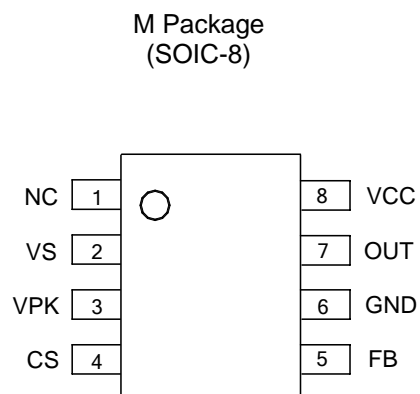 M Package
(SOIC-8)
NC 1 8 VCC
VS 2 7 OUT
VPK 3 6 GND
CS 4 5 FB